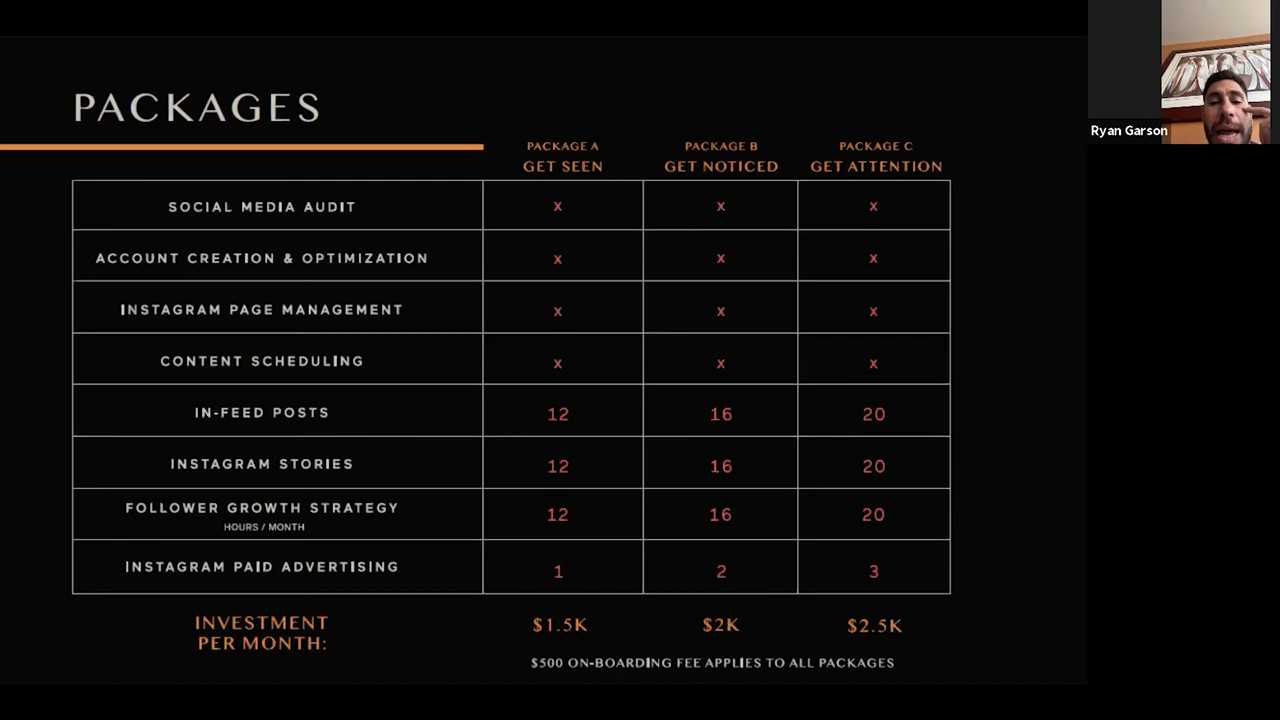 PACKAGES
PACKAGE A
GET SEEN
PACKAGE B
GET NOTICED
PACKAGE C
GET ATTENTION
SOCIAL MEDIA AUDIT x x x
ACCOUNT CREATION & OPTIMIZATION x x x
INSTAGRAM PAGE MANAGEMENT x x x
CONTENT SCHEDULING x x x
IN-FEED POSTS 12 16 20
INSTAGRAM STORIES 12 16 20
FOLLOWER GROWTH STRATEGY 12 16 20
HOURS / MONTH
INSTAGRAM PAID ADVERTISING 1 2 3
INVESTMENT
PER MONTH: $1.5K $2K $2.5K
$500 ON-BOARDING FEE APPLIES TO ALL PACKAGES
Ryan Garson